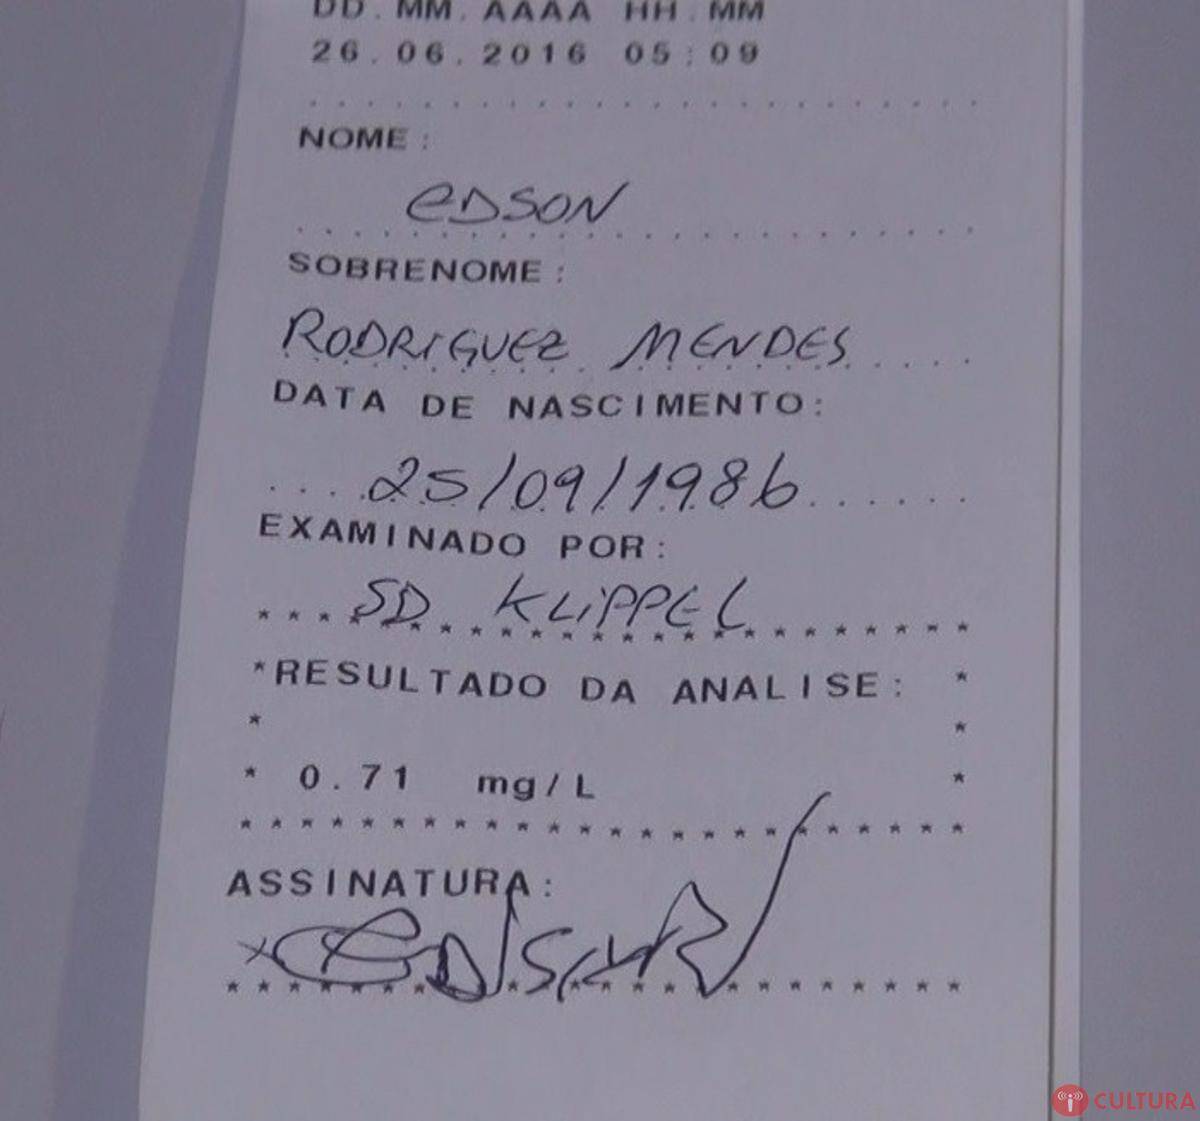 DD.MM.AAAA HH.MM
26.06.2016 05:09
NOME:
EDSON
SOBRENOME:
RODRIGUEZ MENDES
DATA DE NASCIMENTO:
25/09/1986
EXAMINADO POR:
SD KLIPPEL
*RESULTADO DA ANALISE: *
* 0.71 mg/L *
ASSINATURA:
CULTURA